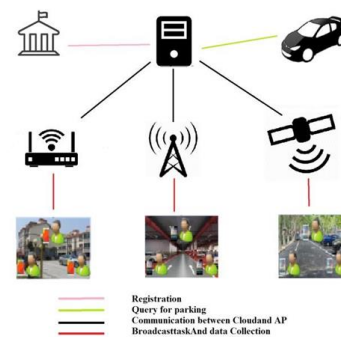 Registration
Query for parking
Communication between Cloudand AP
BroadcasttaskAnd data Collection